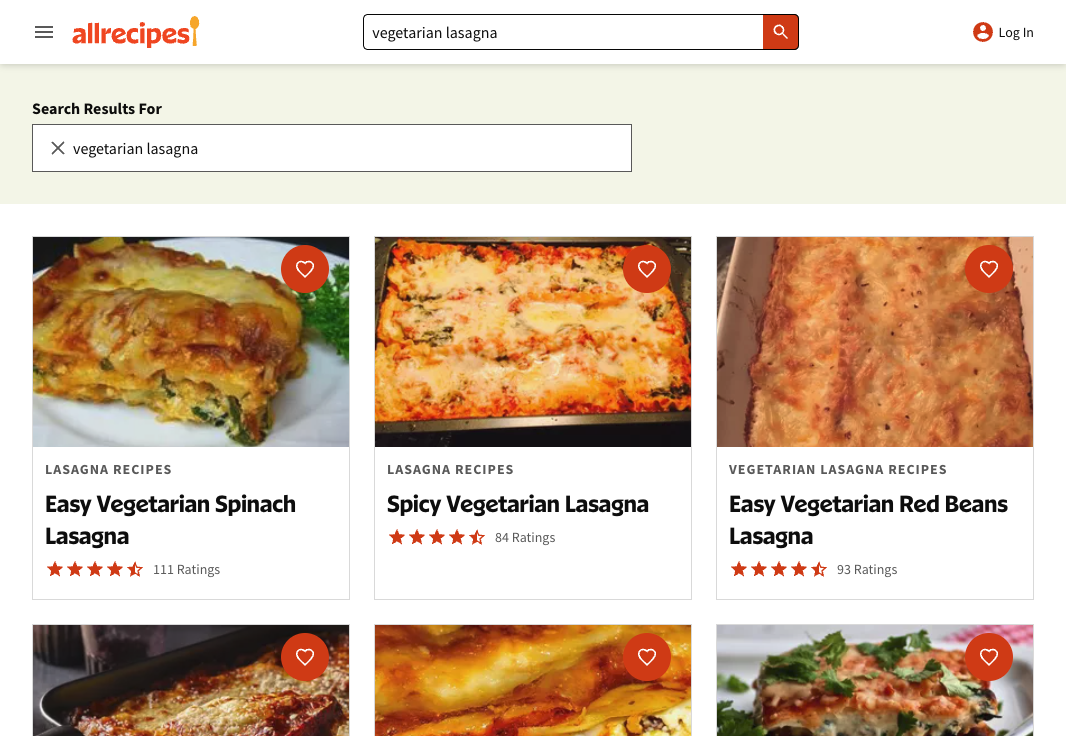 allrecipes
vegetarian lasagna
Log In
Search Results For
vegetarian lasagna
LASAGNA RECIPES
Easy Vegetarian Spinach
Lasagna
111 Ratings
LASAGNA RECIPES
Spicy Vegetarian Lasagna
84 Ratings
VEGETARIAN LASAGNA RECIPES
Easy Vegetarian Red Beans
Lasagna
93 Ratings